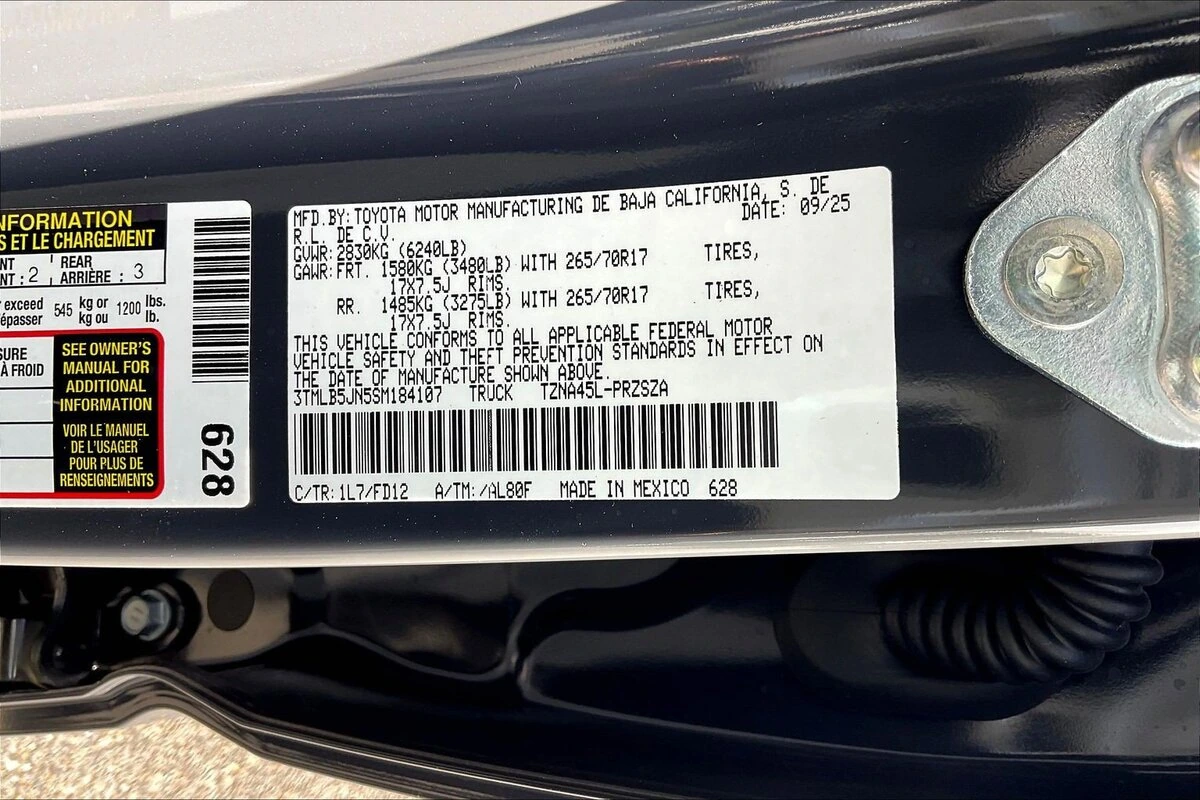 NFORMATION
S ET LE CHARGEMENT
NT : 2 REAR
ARRIÈRE : 3
r exceed 545 kg or 1200 lbs.
épasser kg ou lb.
SURE
À FROID
SEE OWNER'S
MANUAL FOR
ADDITIONAL
INFORMATION
VOIR LE MANUEL
DE L'USAGER
POUR PLUS DE
RENSEIGNEMENTS
628
MFD.BY: TOYOTA MOTOR MANUFACTURING DE BAJA CALIFORNIA, S. DE
R.L. DE C.V. DATE: 09/25
GVWR: 2830KG (6240LB)
GAWR: FRT. 1580KG (3480LB) WITH 265/70R17 TIRES,
17X7.5J RIMS.
RR. 1485KG (3275LB) WITH 265/70R17 TIRES,
17X7.5J RIMS.
THIS VEHICLE CONFORMS TO ALL APPLICABLE FEDERAL MOTOR
VEHICLE SAFETY AND THEFT PREVENTION STANDARDS IN EFFECT ON
THE DATE OF MANUFACTURE SHOWN ABOVE.
3TMLB5JN5SM184107 TRUCK TZNA45L-PRZSZA
C/TR: 1L7/FD12 A/TM: /AL80F MADE IN MEXICO 628